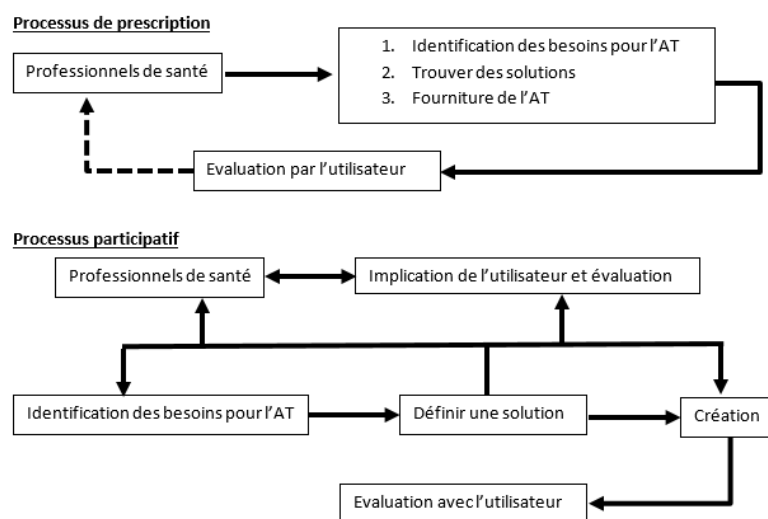 Processus de prescription
Professionnels de santé
1. Identification des besoins pour l'AT
2. Trouver des solutions
3. Fourniture de l'AT
Evaluation par l'utilisateur
Processus participatif
Professionnels de santé
Implication de l'utilisateur et évaluation
Identification des besoins pour l'AT
Définir une solution
Création
Evaluation avec l'utilisateur